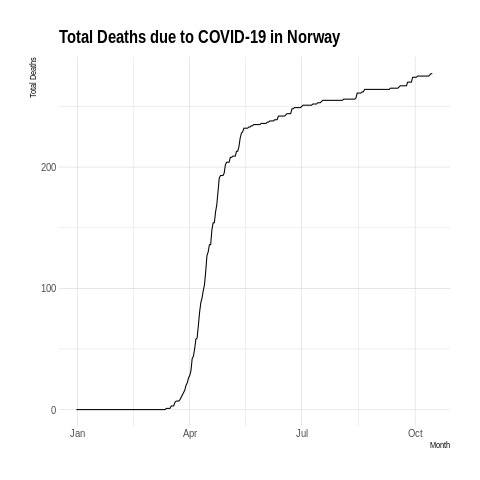 Total Deaths due to COVID-19 in Norway
Total Deaths
200
100
0
Jan Apr Jul Oct
Month